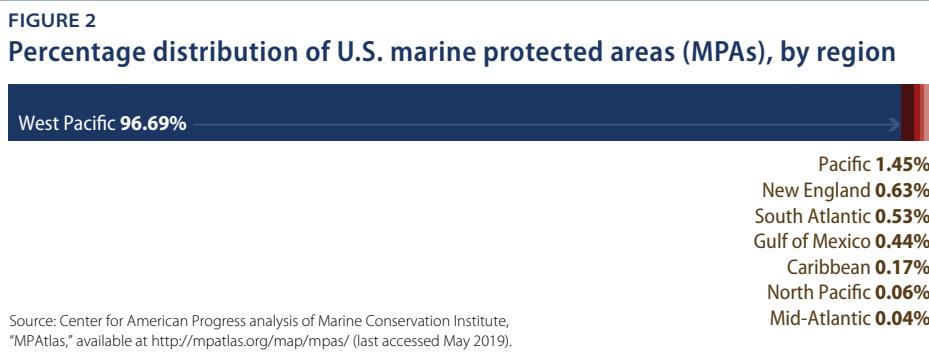 FIGURE 2
Percentage distribution of U.S. marine protected areas (MPAs), by region
West Pacific 96.69%
Pacific 1.45%
New England 0.63%
South Atlantic 0.53%
Gulf of Mexico 0.44%
Caribbean 0.17%
North Pacific 0.06%
Mid-Atlantic 0.04%
Source: Center for American Progress analysis of Marine Conservation Institute,
“MPAtlas,” available at http://mpatlas.org/map/mpas/ (last accessed May 2019).